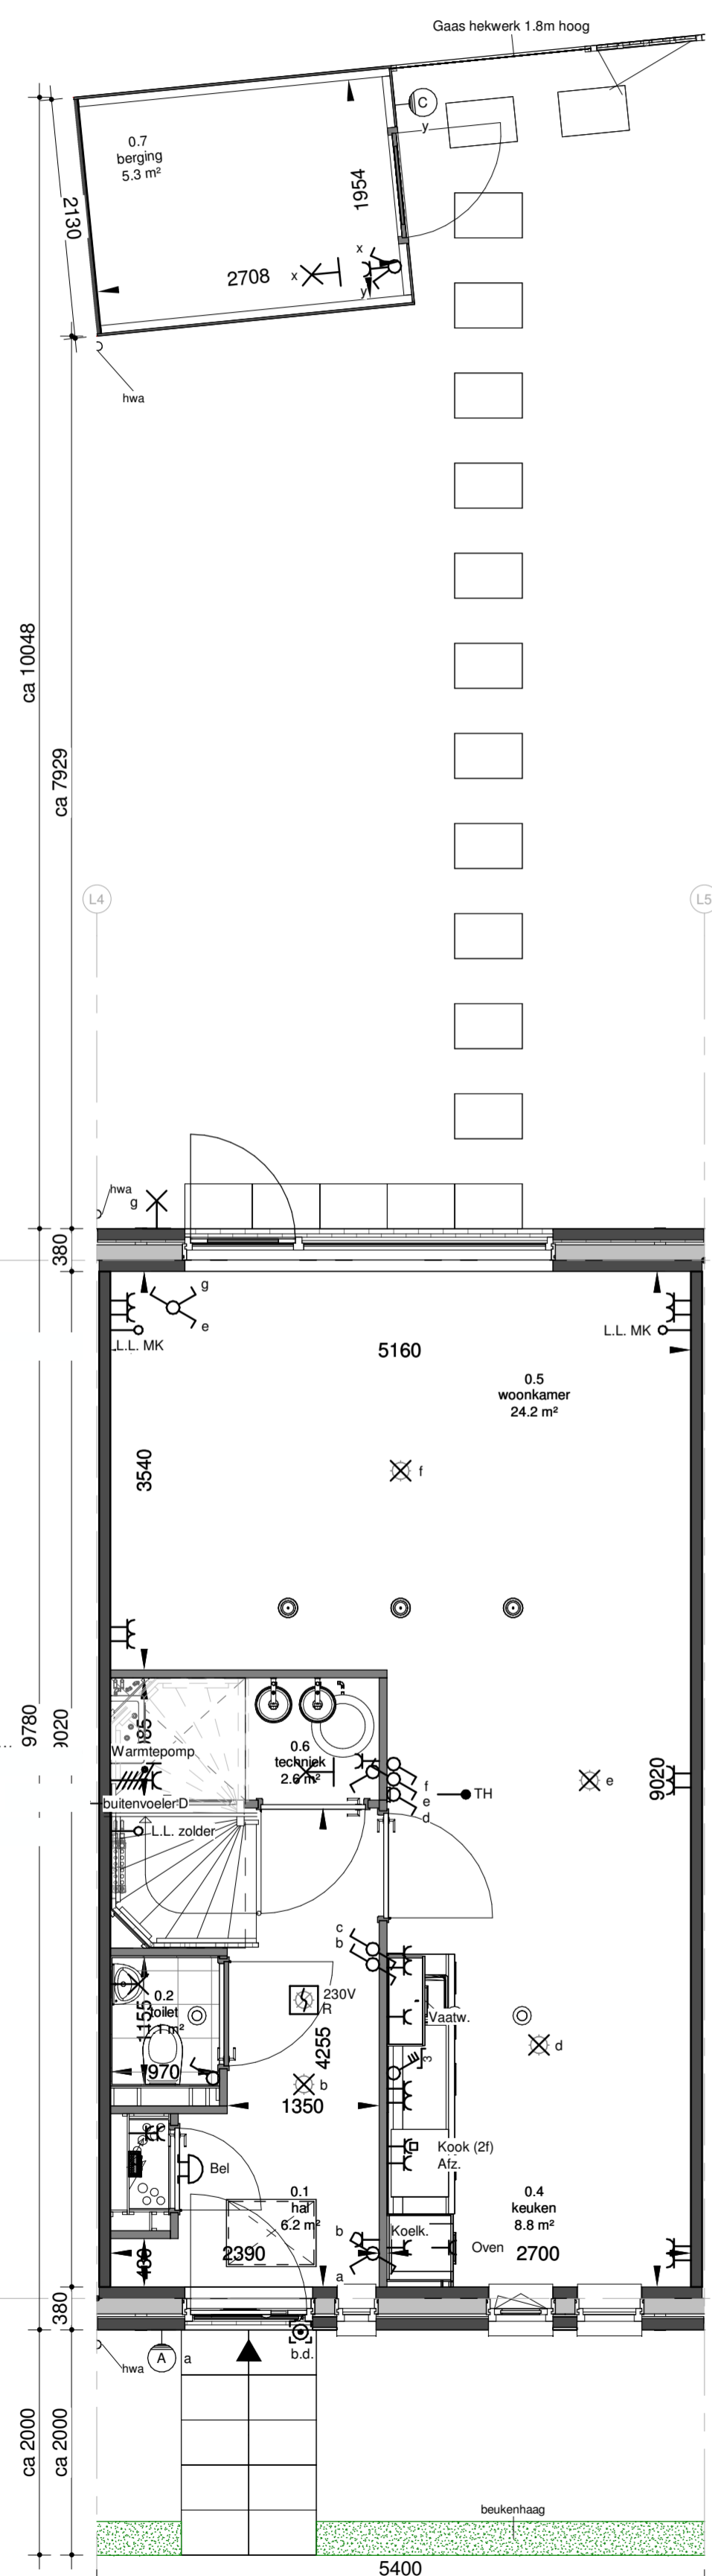 Gaas hekwerk 1.8m hoog
C
y
0.7
berging
5.3 m²
1954
2130
x
2708
x
y
hwa
ca 10048
ca 7929
L4
L5
hwa
g
380
g
e
L.L. MK
L.L. MK
5160
0.5
woonkamer
24.2 m²
3540
f
9780
9020
0.6
techniek
Warmtepomp
f
e
d
TH
e
9020
buitenvoeler D
L.L. zolder
c
b
0.2
toilet
1155
970
230V
R
4255
b
1350
Vaatw.
3
d
Kook (2f)
Afz.
Bel
0.1
hal
6.2 m²
b
Koelk.
0.4
keuken
8.8 m²
Oven
2390
2700
a
380
hwa
A
a
b.d.
ca 2000
ca 2000
beukenhaag
5400